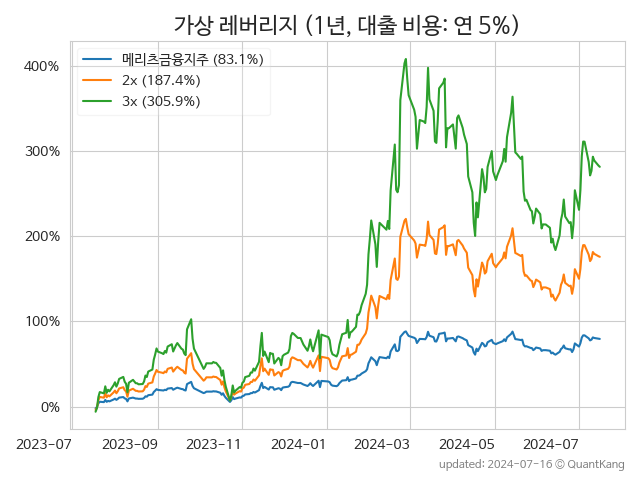 가상 레버리지 (1년, 대출 비용: 연 5%)
메리츠금융지주 (83.1%)
2x (187.4%)
3x (305.9%)
400%
300%
200%
100%
0%
2023-07 2023-09 2023-11 2024-01 2024-03 2024-05 2024-07
updated: 2024-07-16 © QuantKang